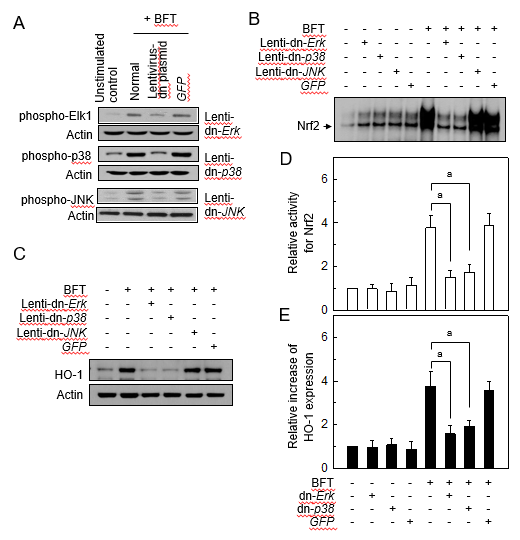 A
+ BFT
Unstimulated control
Normal
Lentivirus-dn plasmid
GFP
phospho-Elk1
Actin
Lenti-
dn-Erk
phospho-p38
Actin
Lenti-
dn-p38
phospho-JNK
Actin
Lenti-
dn-JNK
B
BFT - - - - - + + + + +
Lenti-dn-Erk - + - - - - + - - -
Lenti-dn-p38 - - + - - - - + - -
Lenti-dn-JNK - - - + - - - - + -
GFP - - - - + - - - - +
Nrf2
C
BFT - + + + + +
Lenti-dn-Erk - - + - - -
Lenti-dn-p38 - - - + - -
Lenti-dn-JNK - - - - + -
GFP - - - - - +
HO-1
Actin
D
Relative activity
for Nrf2
6
4
2
0
a
a
E
Relative increase of
HO-1 expression
6
4
2
0
a
a
BFT - - - - + + + +
dn-Erk - + - - - + - -
dn-p38 - - + - - - + -
GFP - - - + - - - +